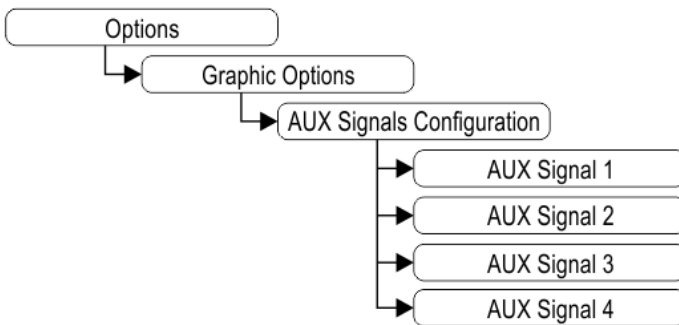 Options
Graphic Options
AUX Signals Configuration
AUX Signal 1
AUX Signal 2
AUX Signal 3
AUX Signal 4